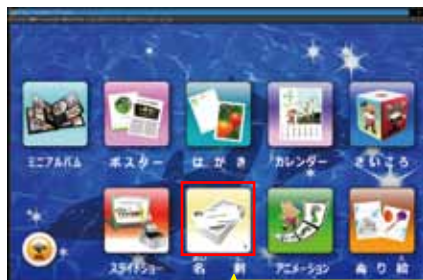 ミニアルバム
ポスター
はがき
カレンダー
さいころ
スライドショー
名刺
アニメーション
ぬり絵